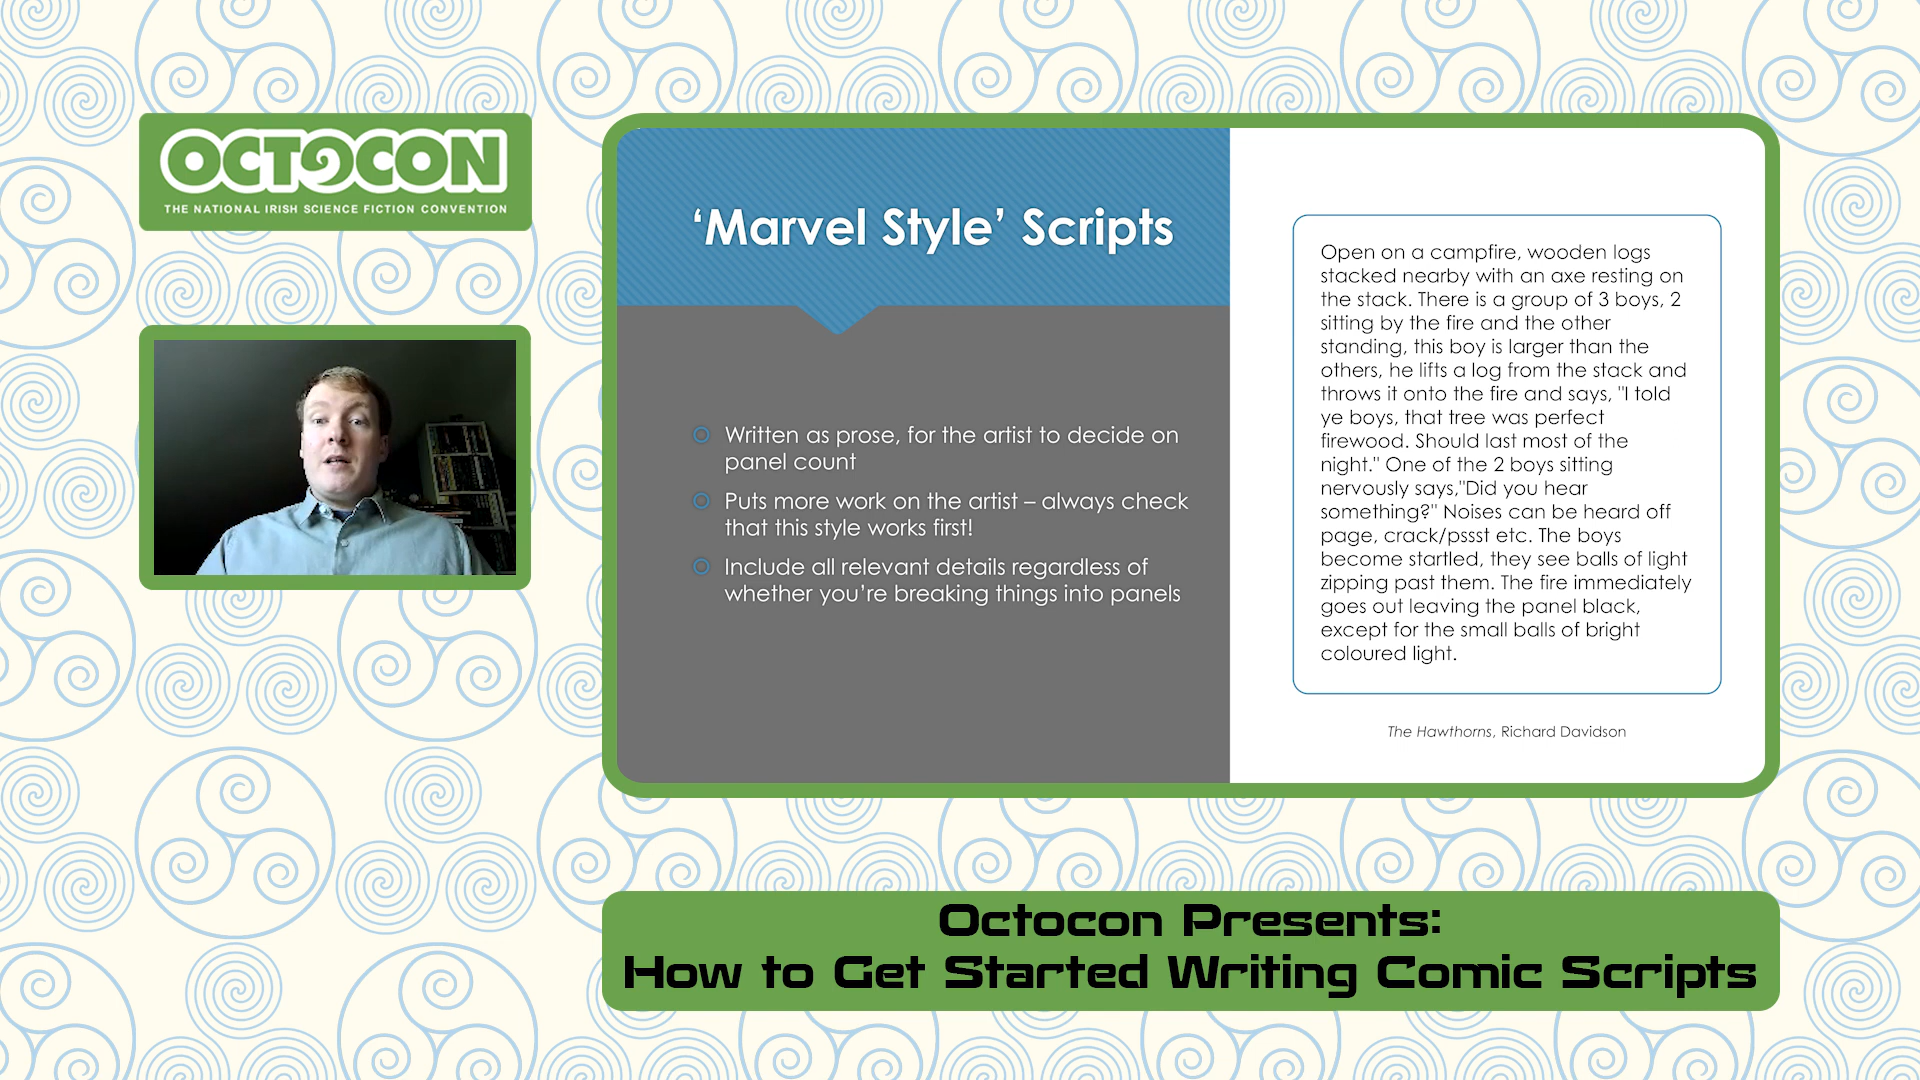 OCTOCON
THE NATIONAL IRISH SCIENCE FICTION CONVENTION
‘Marvel Style’ Scripts
Written as prose, for the artist to decide on
panel count
Puts more work on the artist – always check
that this style works first!
Include all relevant details regardless of
whether you’re breaking things into panels
Open on a campfire, wooden logs
stacked nearby with an axe resting on
the stack. There is a group of 3 boys, 2
sitting by the fire and the other
standing, this boy is larger than the
others, he lifts a log from the stack and
throws it onto the fire and says, "I told
ye boys, that tree was perfect
firewood. Should last most of the
night." One of the 2 boys sitting
nervously says,"Did you hear
something?" Noises can be heard off
page, crack/pssst etc. The boys
become startled, they see balls of light
zipping past them. The fire immediately
goes out leaving the panel black,
except for the small balls of bright
coloured light.
The Hawthorns, Richard Davidson
Octocon Presents:
How to Get Started Writing Comic Scripts